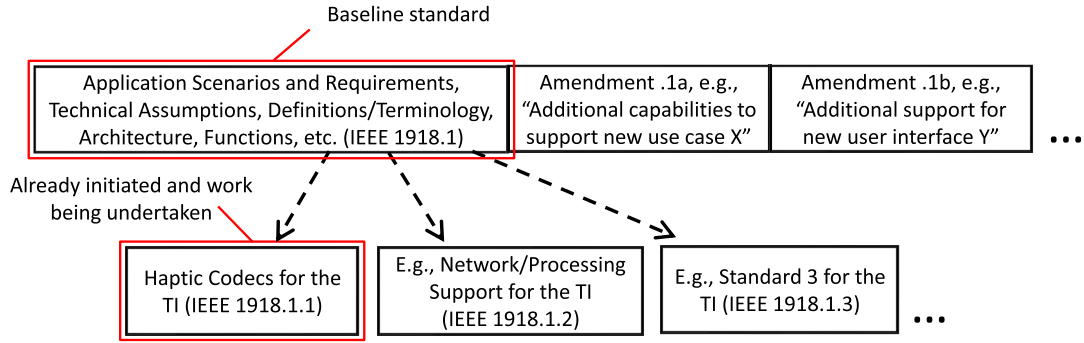 Baseline standard
Application Scenarios and Requirements,
Technical Assumptions, Definitions/Terminology,
Architecture, Functions, etc. (IEEE 1918.1)
Amendment .1a, e.g.,
“Additional capabilities to
support new use case X”
Amendment .1b, e.g.,
“Additional support for
new user interface Y”
...
Already initiated and work
being undertaken
Haptic Codecs for the
TI (IEEE 1918.1.1)
E.g., Network/Processing
Support for the TI
(IEEE 1918.1.2)
E.g., Standard 3 for the
TI (IEEE 1918.1.3)
...